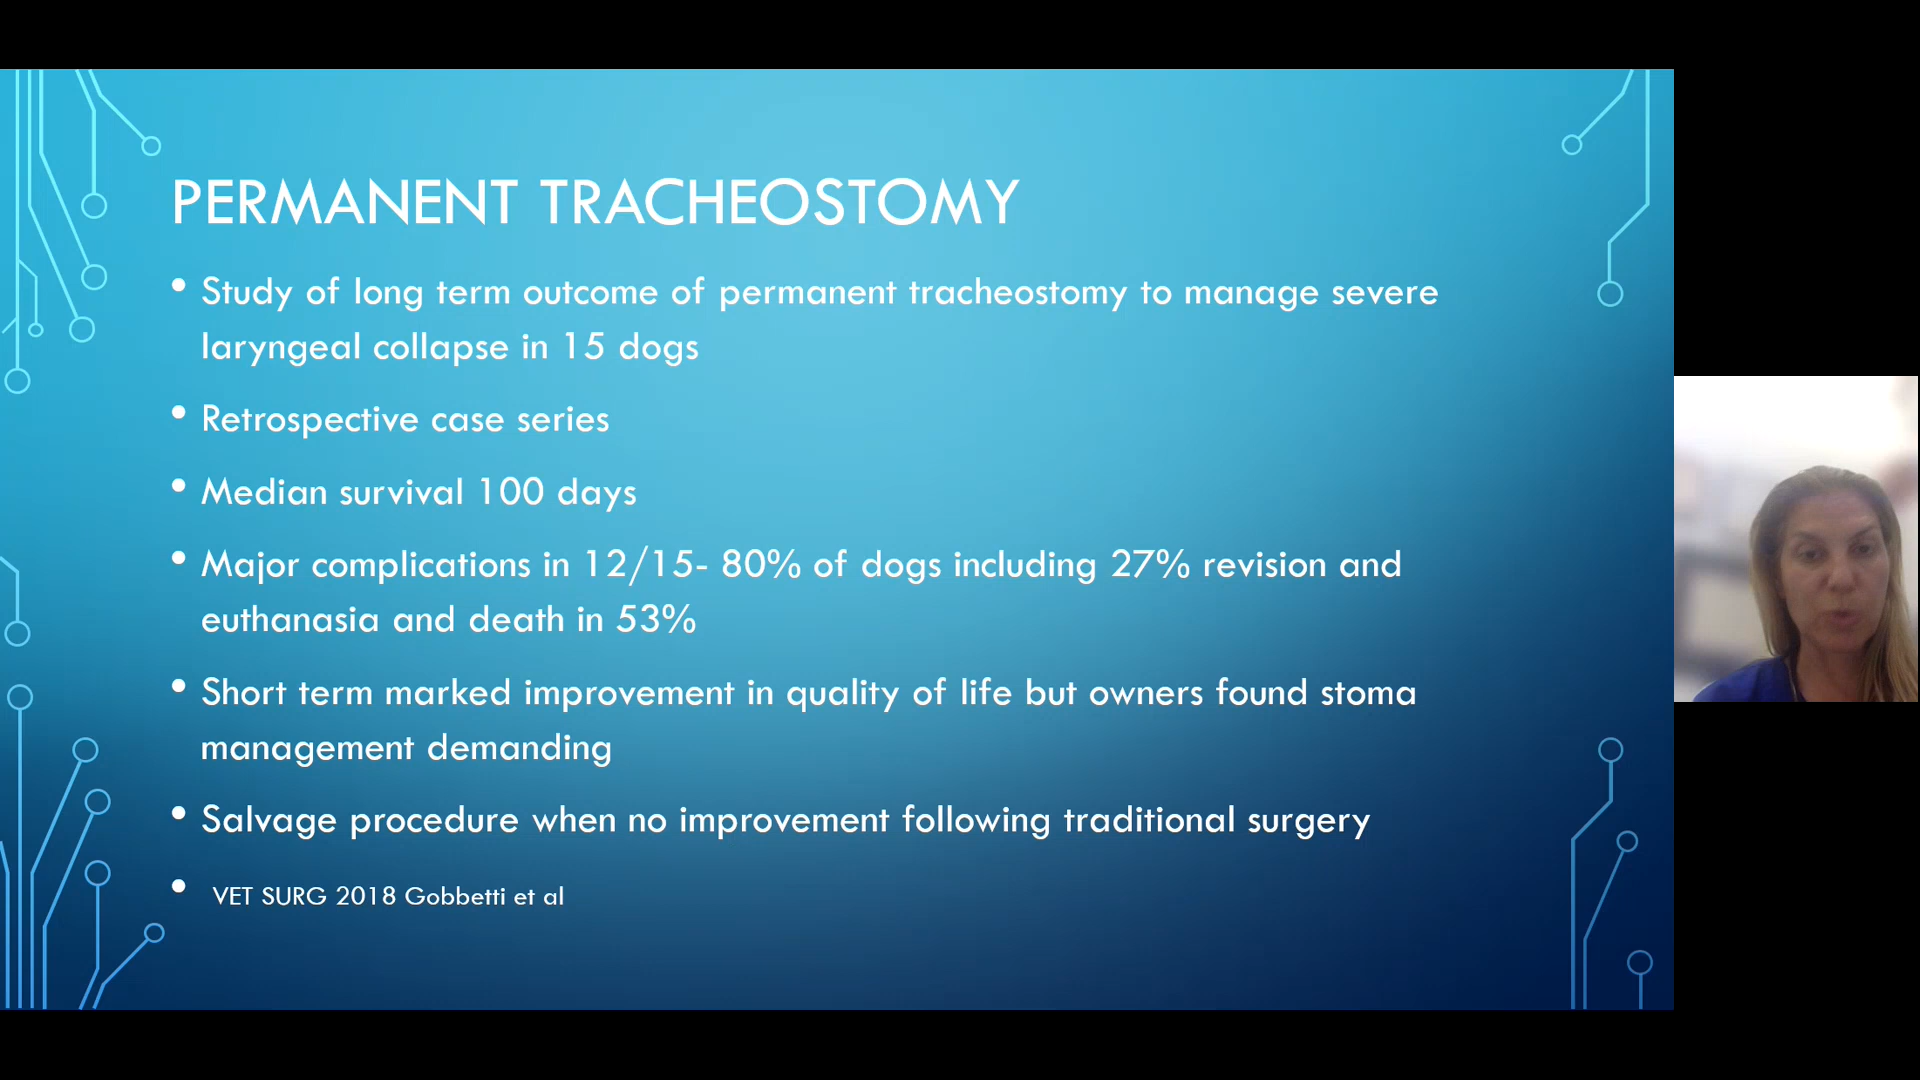 PERMANENT TRACHEOSTOMY
• Study of long term outcome of permanent tracheostomy to manage severe
laryngeal collapse in 15 dogs
• Retrospective case series
• Median survival 100 days
• Major complications in 12/15- 80% of dogs including 27% revision and
euthanasia and death in 53%
• Short term marked improvement in quality of life but owners found stoma
management demanding
• Salvage procedure when no improvement following traditional surgery
• VET SURG 2018 Gobbetti et al